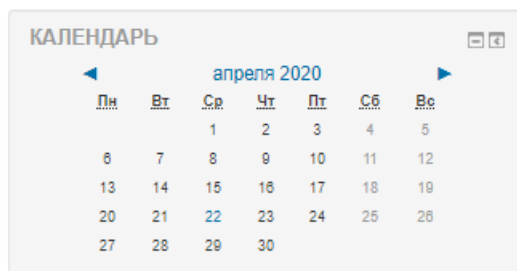 КАЛЕНДАРЬ
апреля 2020
Пн Вт Ср Чт Пт Сб Вс
1 2 3 4 5
6 7 8 9 10 11 12
13 14 15 16 17 18 19
20 21 22 23 24 25 26
27 28 29 30